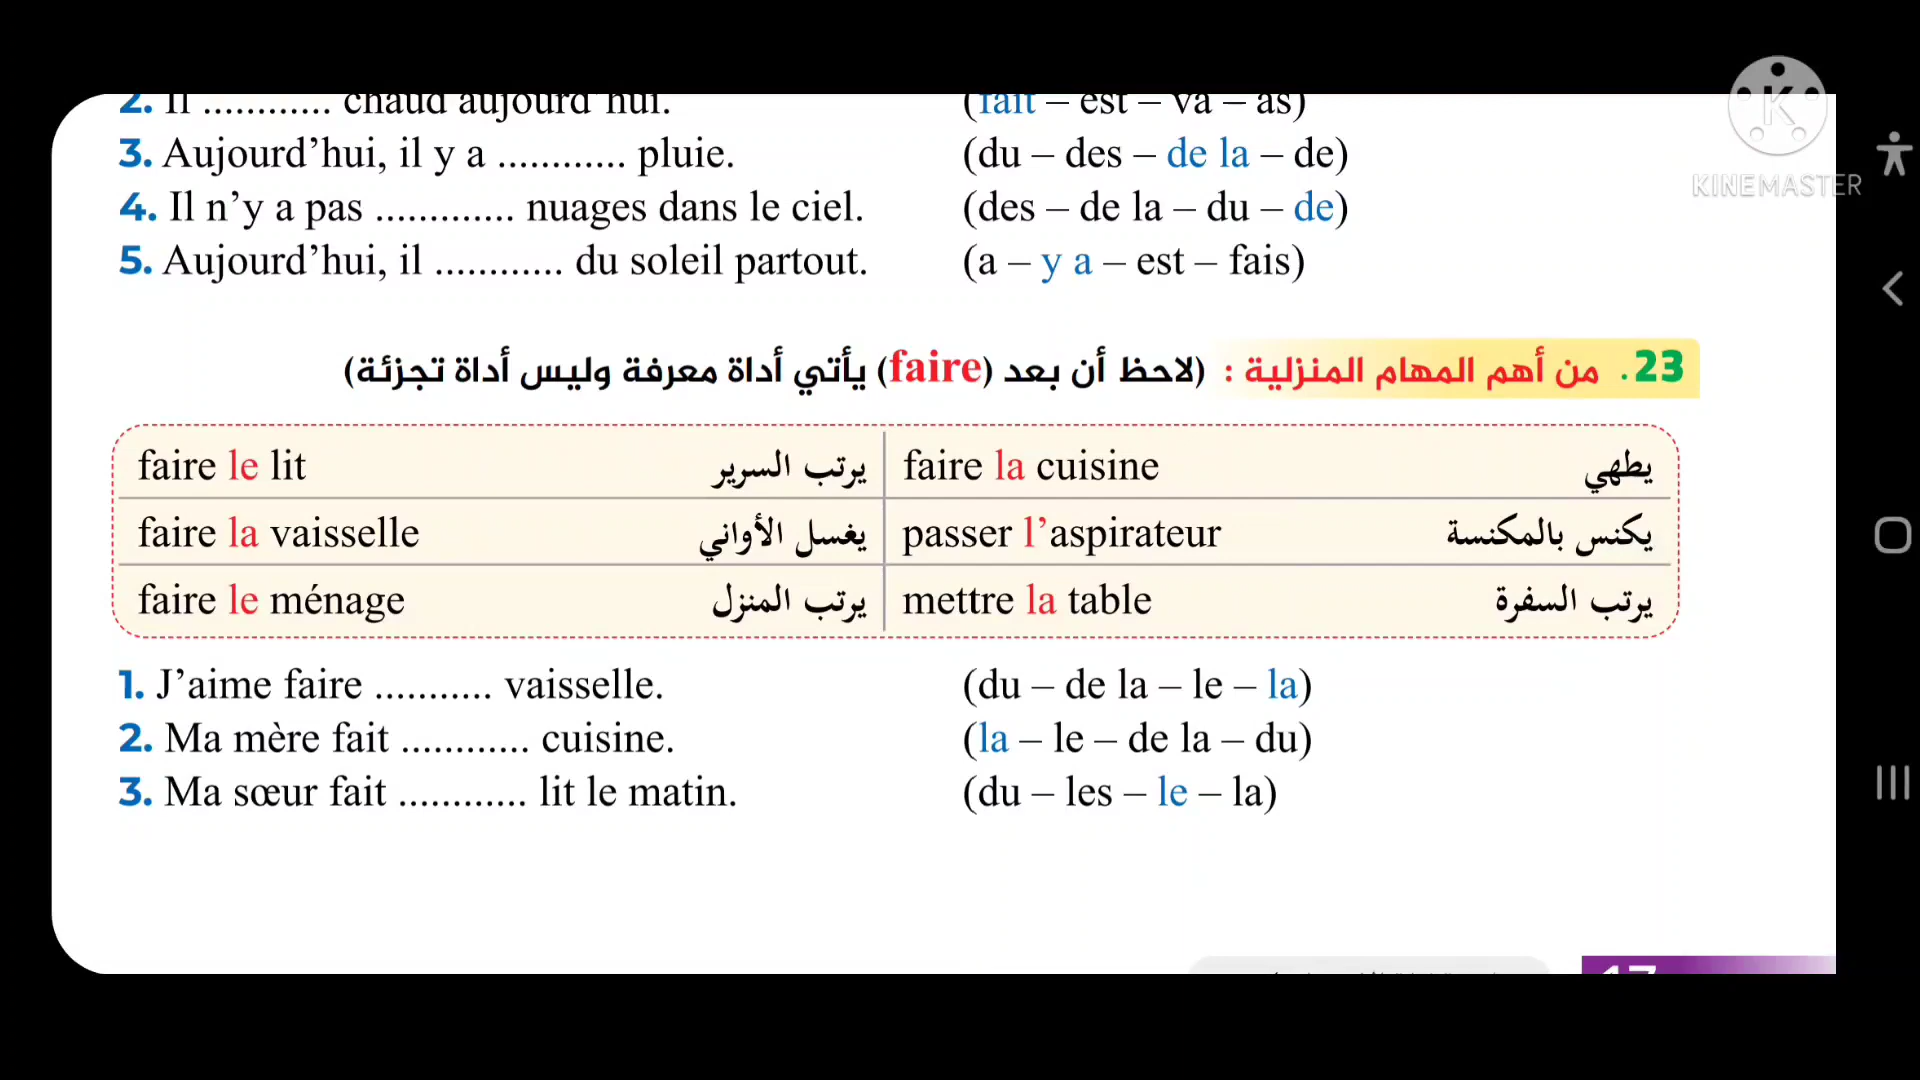 2. Il ............ chaud aujourd'hui. (fait – est – va – as)
3. Aujourd'hui, il y a ............ pluie. (du – des – de la – de)
4. Il n'y a pas ............. nuages dans le ciel. (des – de la – du – de)
5. Aujourd'hui, il ............ du soleil partout. (a – y a – est – fais)
KINEMASTER
23. من أهم المهام المنزلية : (لاحظ أن بعد (faire) يأتي أداة معرفة وليس أداة تجزئة)
faire le lit يرتب السرير faire la cuisine يطهي
faire la vaisselle يغسل الأواني passer l'aspirateur يكنس بالمكنسة
faire le ménage يرتب المنزل mettre la table يرتب السفرة
1. J'aime faire ........... vaisselle. (du – de la – le – la)
2. Ma mère fait ............ cuisine. (la – le – de la – du)
3. Ma sœur fait ............ lit le matin. (du – les – le – la)